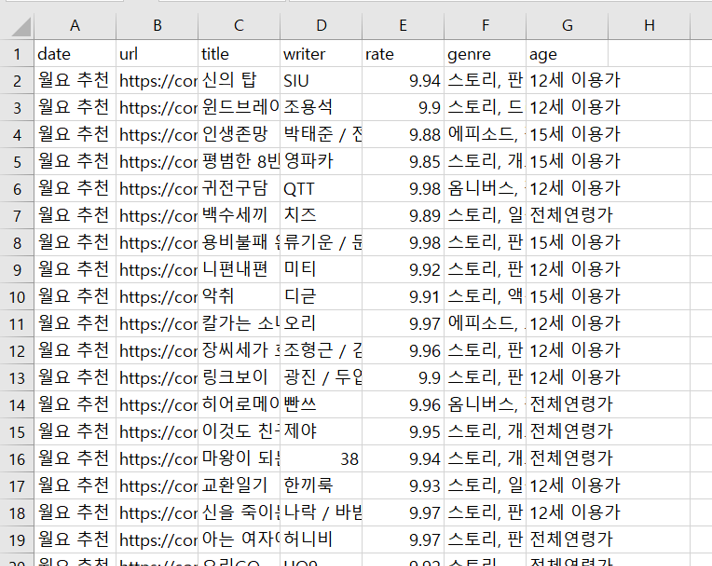 A B C D E F G H
1 date url title writer rate genre age
2 월요 추천 https://cor 신의 탑 SIU 9.94 스토리, 판 12세 이용가
3 월요 추천 https://cor 윈드브레이 조용석 9.9 스토리, 드 12세 이용가
4 월요 추천 https://cor 인생존망 박태준 / 전 9.88 에피소드, 15세 이용가
5 월요 추천 https://cor 평범한 8반 영파카 9.85 스토리, 개 15세 이용가
6 월요 추천 https://cor 귀전구담 QTT 9.98 옴니버스, 12세 이용가
7 월요 추천 https://cor 백수세끼 치즈 9.89 스토리, 일 전체연령가
8 월요 추천 https://cor 용비불패 류기운 / 문 9.98 스토리, 판 15세 이용가
9 월요 추천 https://cor 니편내편 미티 9.92 스토리, 판 12세 이용가
10 월요 추천 https://cor 악취 디귿 9.91 스토리, 액 15세 이용가
11 월요 추천 https://cor 칼가는 소 오리 9.97 에피소드, 12세 이용가
12 월요 추천 https://cor 장씨세가 조형근 / 김 9.96 스토리, 판 12세 이용가
13 월요 추천 https://cor 링크보이 광진 / 두입 9.9 스토리, 판 12세 이용가
14 월요 추천 https://cor 히어로메이 빤쓰 9.96 옴니버스, 전체연령가
15 월요 추천 https://cor 이것도 친구 제야 9.95 스토리, 개 전체연령가
16 월요 추천 https://cor 마왕이 되는 38 9.94 스토리, 개 전체연령가
17 월요 추천 https://cor 교환일기 한끼룩 9.93 스토리, 일 12세 이용가
18 월요 추천 https://cor 신을 죽이는 나락 / 바밤 9.97 스토리, 판 12세 이용가
19 월요 추천 https://cor 아는 여자 허니비 9.97 스토리, 판 전체연령가